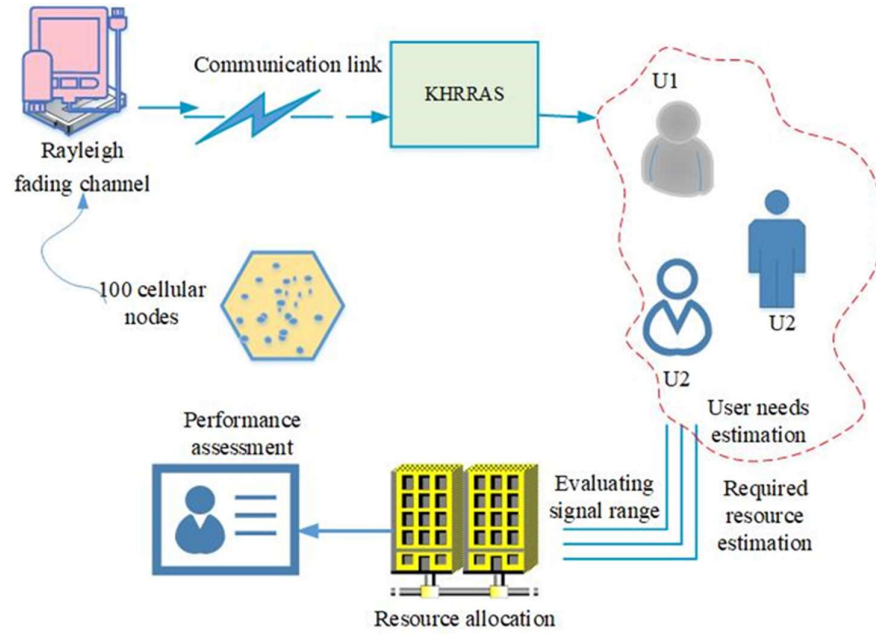 Communication link
KHRRAS
U1
Rayleigh
fading channel
100 cellular
nodes
U2
U2
Performance
assessment
User needs
estimation
Evaluating
signal range
Required
resource
estimation
Resource allocation